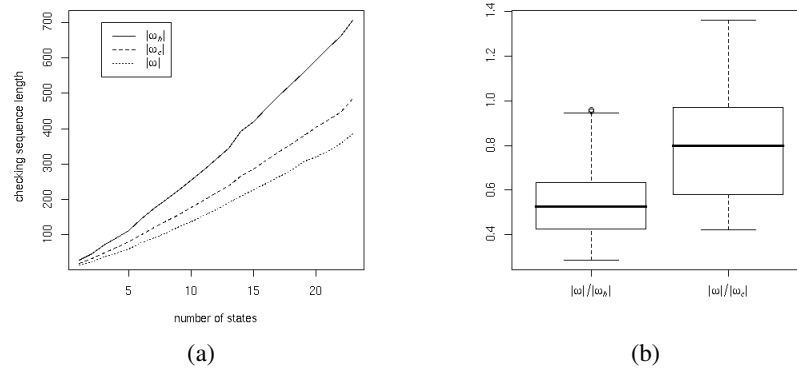 |ω_h|
|ω_c|
|ω|
checking sequence length
100 200 300 400 500 600 700
5 10 15 20
number of states
(a)
0.4 0.6 0.8 1.0 1.2 1.4
|ω|/|ω_h| |ω|/|ω_c|
(b)